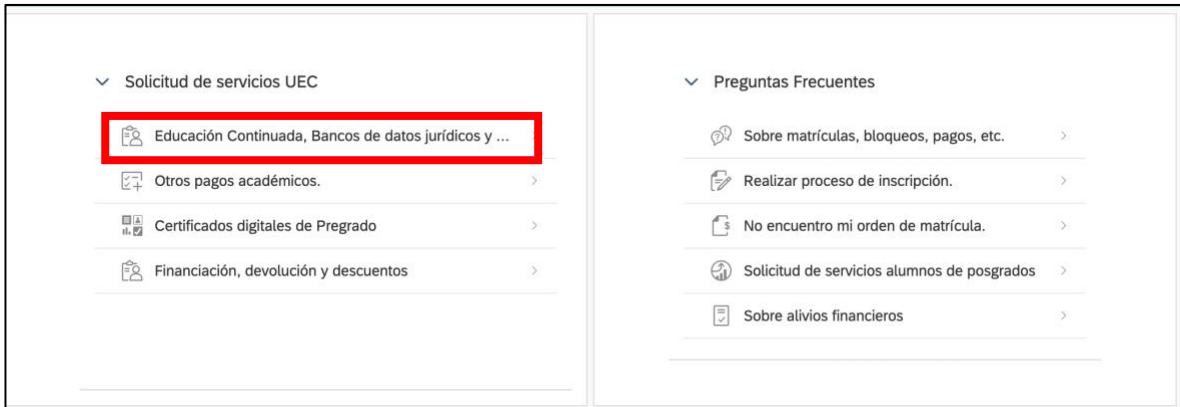 Solicitud de servicios UEC
Educación Continuada, Bancos de datos jurídicos y ...
Otros pagos académicos.
Certificados digitales de Pregrado
Financiación, devolución y descuentos
Preguntas Frecuentes
Sobre matrículas, bloqueos, pagos, etc.
Realizar proceso de inscripción.
No encuentro mi orden de matrícula.
Solicitud de servicios alumnos de posgrados
Sobre alivios financieros